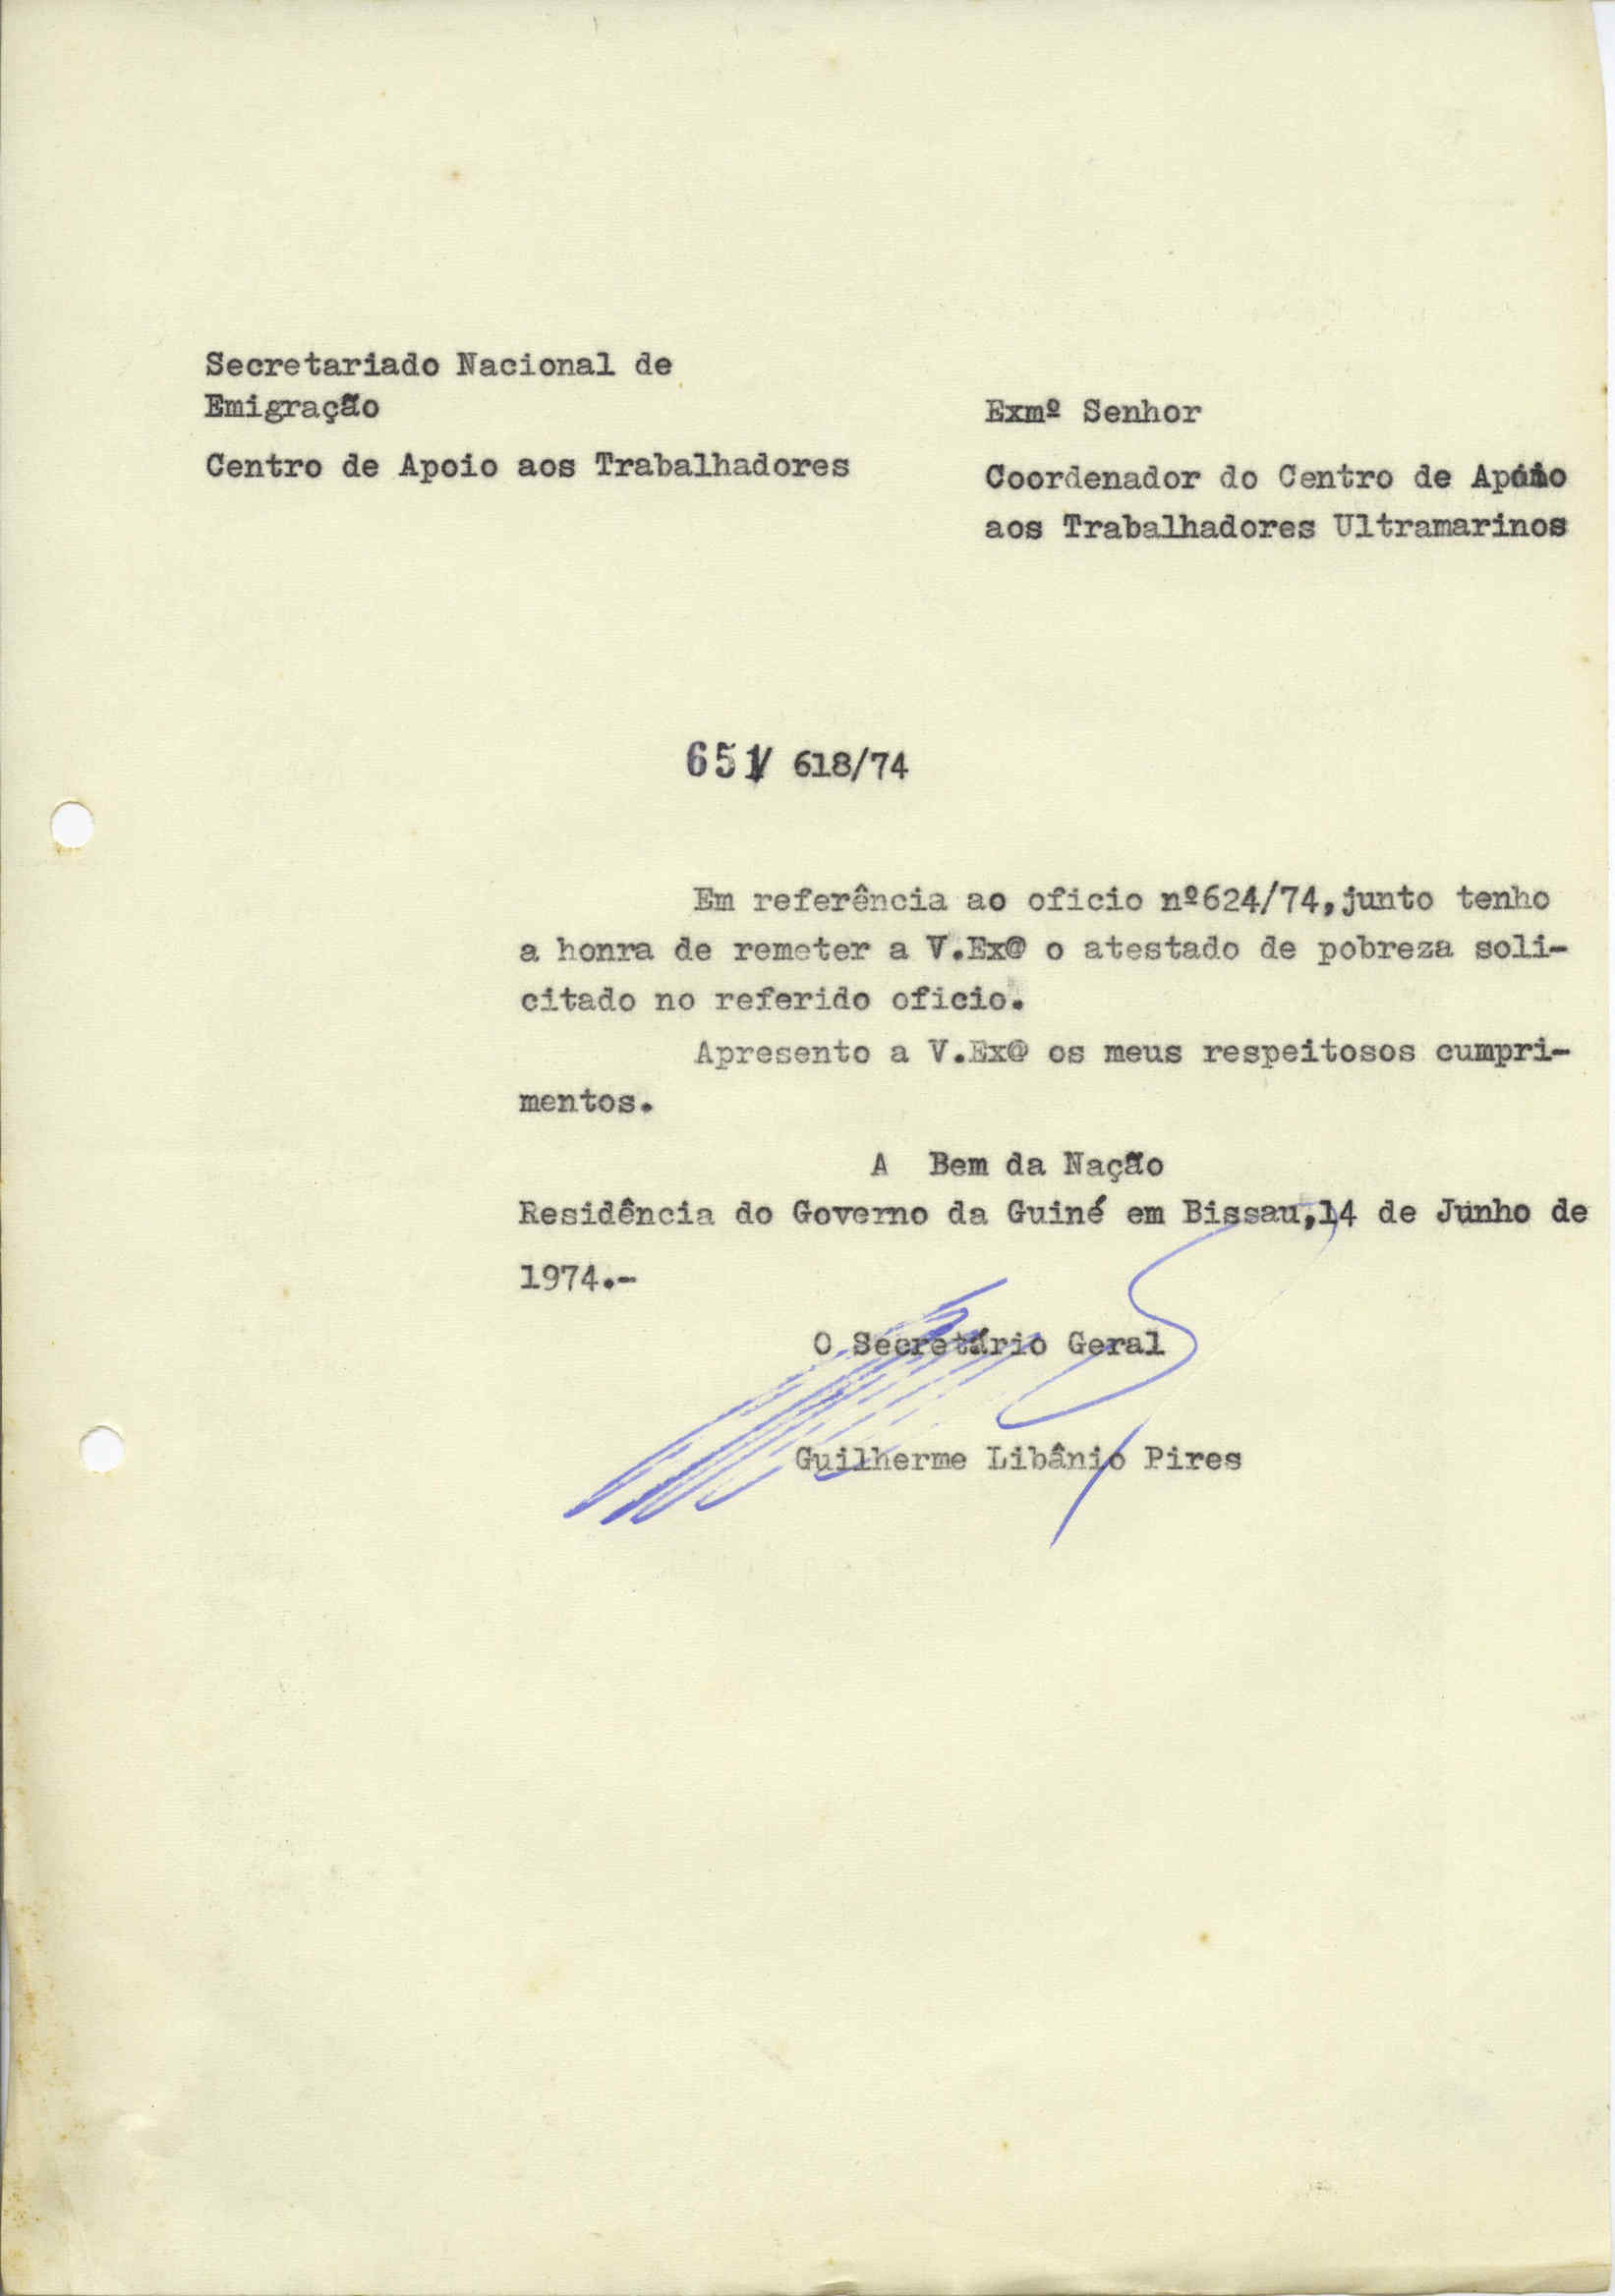 Secretariado Nacional de
Emigração
Centro de Apoio aos Trabalhadores
Exmº Senhor
Coordenador do Centro de Apoio
aos Trabalhadores Ultramarinos
651/ 618/74
Em referência ao oficio nº624/74,junto tenho
a honra de remeter a V.Ex@ o atestado de pobreza soli-
citado no referido oficio.
Apresento a V.Ex@ os meus respeitosos cumpri-
mentos.
A Bem da Nação
Residência do Governo da Guiné em Bissau,14 de Junho de
1974.-
O Secretário Geral
Guilherme Libânio Pires